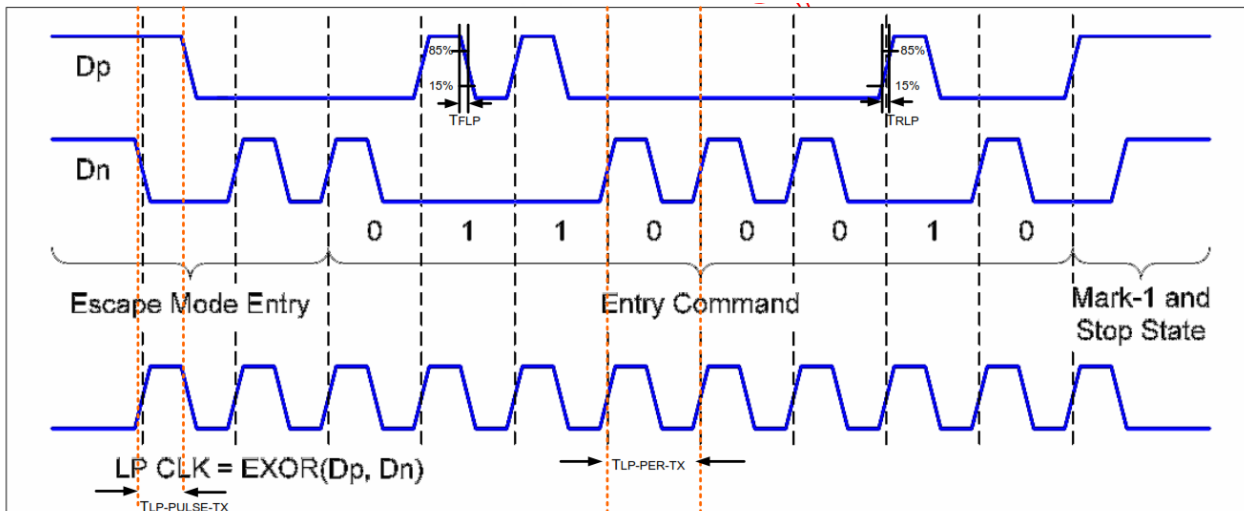 Dp
85%
15%
TFLP
85%
15%
TRLP
Dn
0 1 1 0 0 0 1 0
Escape Mode Entry
Entry Command
Mark-1 and
Stop State
LP CLK = EXOR(Dp, Dn)
TLP-PER-TX
TLP-PULSE-TX